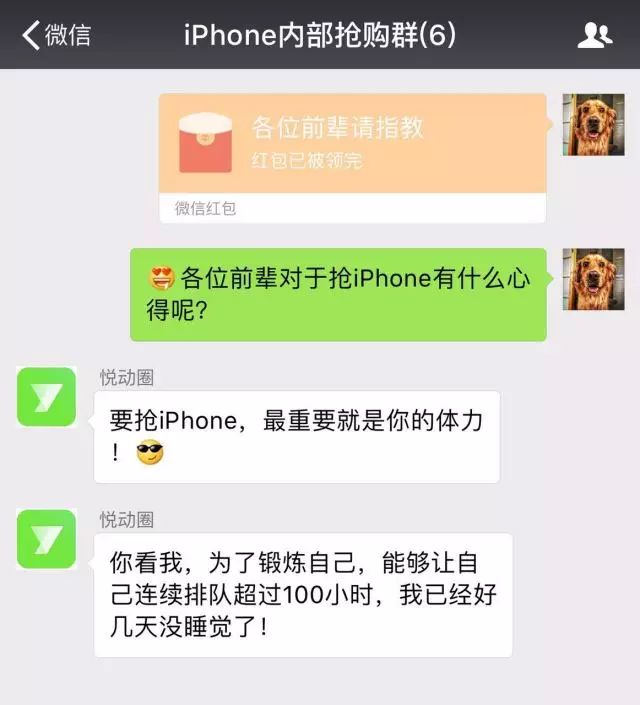 微信
iPhone内部抢购群(6)
各位前辈请指教
红包已被领完
微信红包
😍各位前辈对于抢iPhone有什么心
得呢?
悦动圈
要抢iPhone，最重要就是你的体力
！😎
悦动圈
你看我，为了锻炼自己，能够让自
己连续排队超过100小时，我已经好
几天没睡觉了!